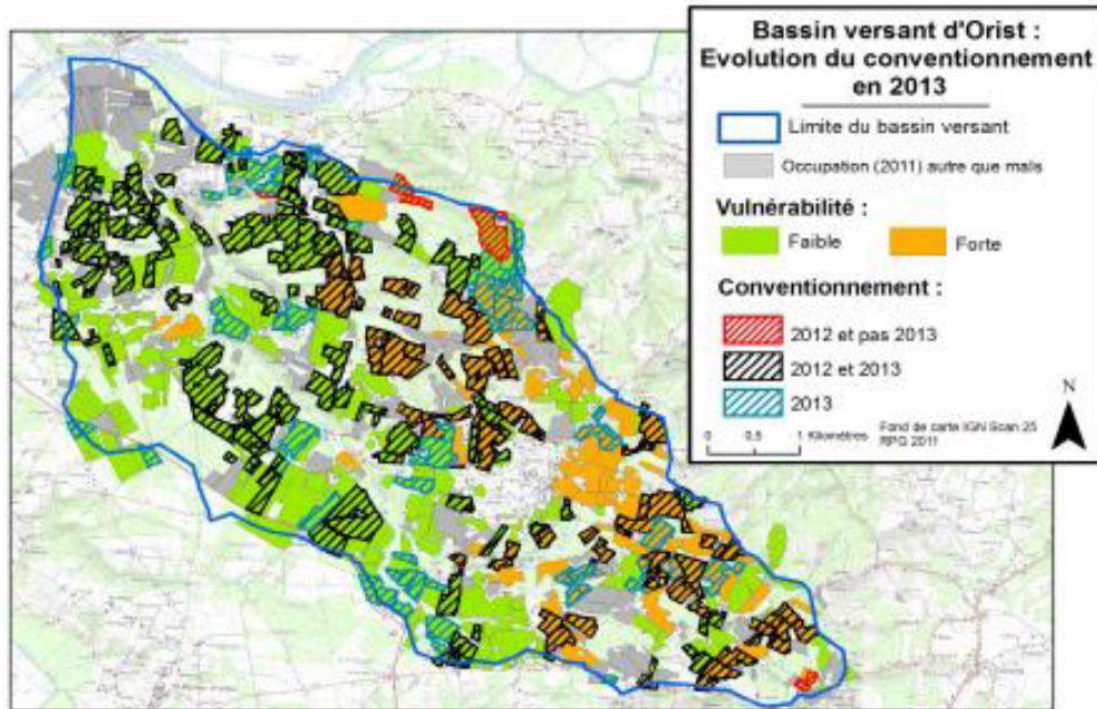 Bassin versant d'Orist :
Evolution du conventionnement
en 2013
Limite du bassin versant
Occupation (2011) autre que maïs
Vulnérabilité :
Faible
Forte
Conventionnement :
2012 et pas 2013
2012 et 2013
2013
N
0 0,5 1 Kilomètres
Fond de carte IGN Scan 25
RPG 2011